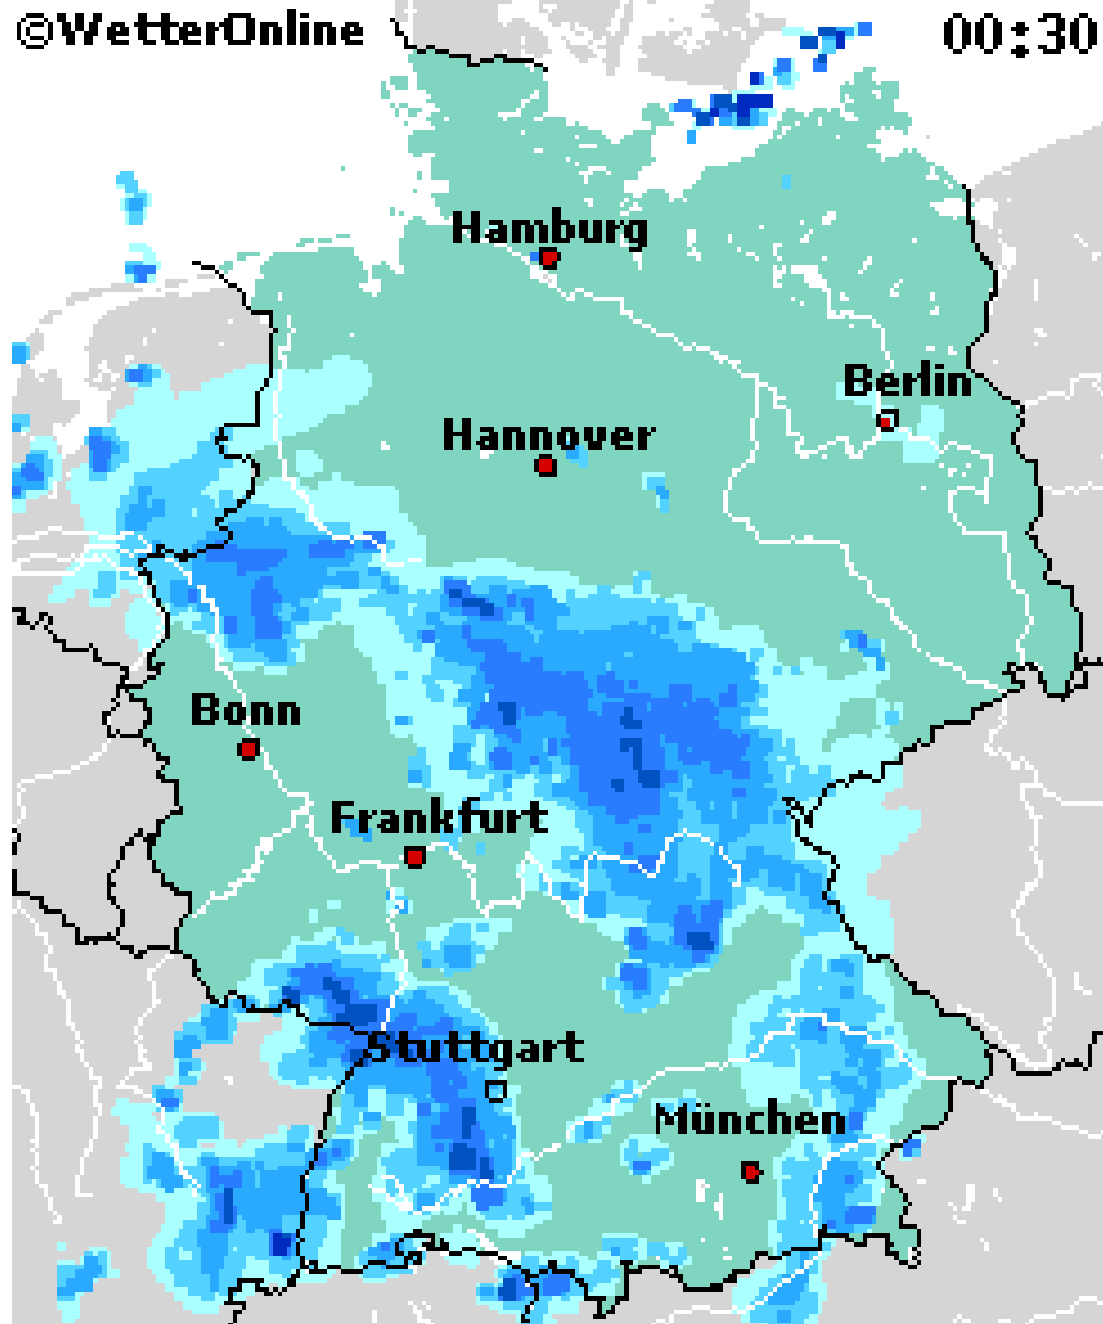 ©WetterOnline 00:30
Hamburg
Berlin
Hannover
Bonn
Frankfurt
Stuttgart
München